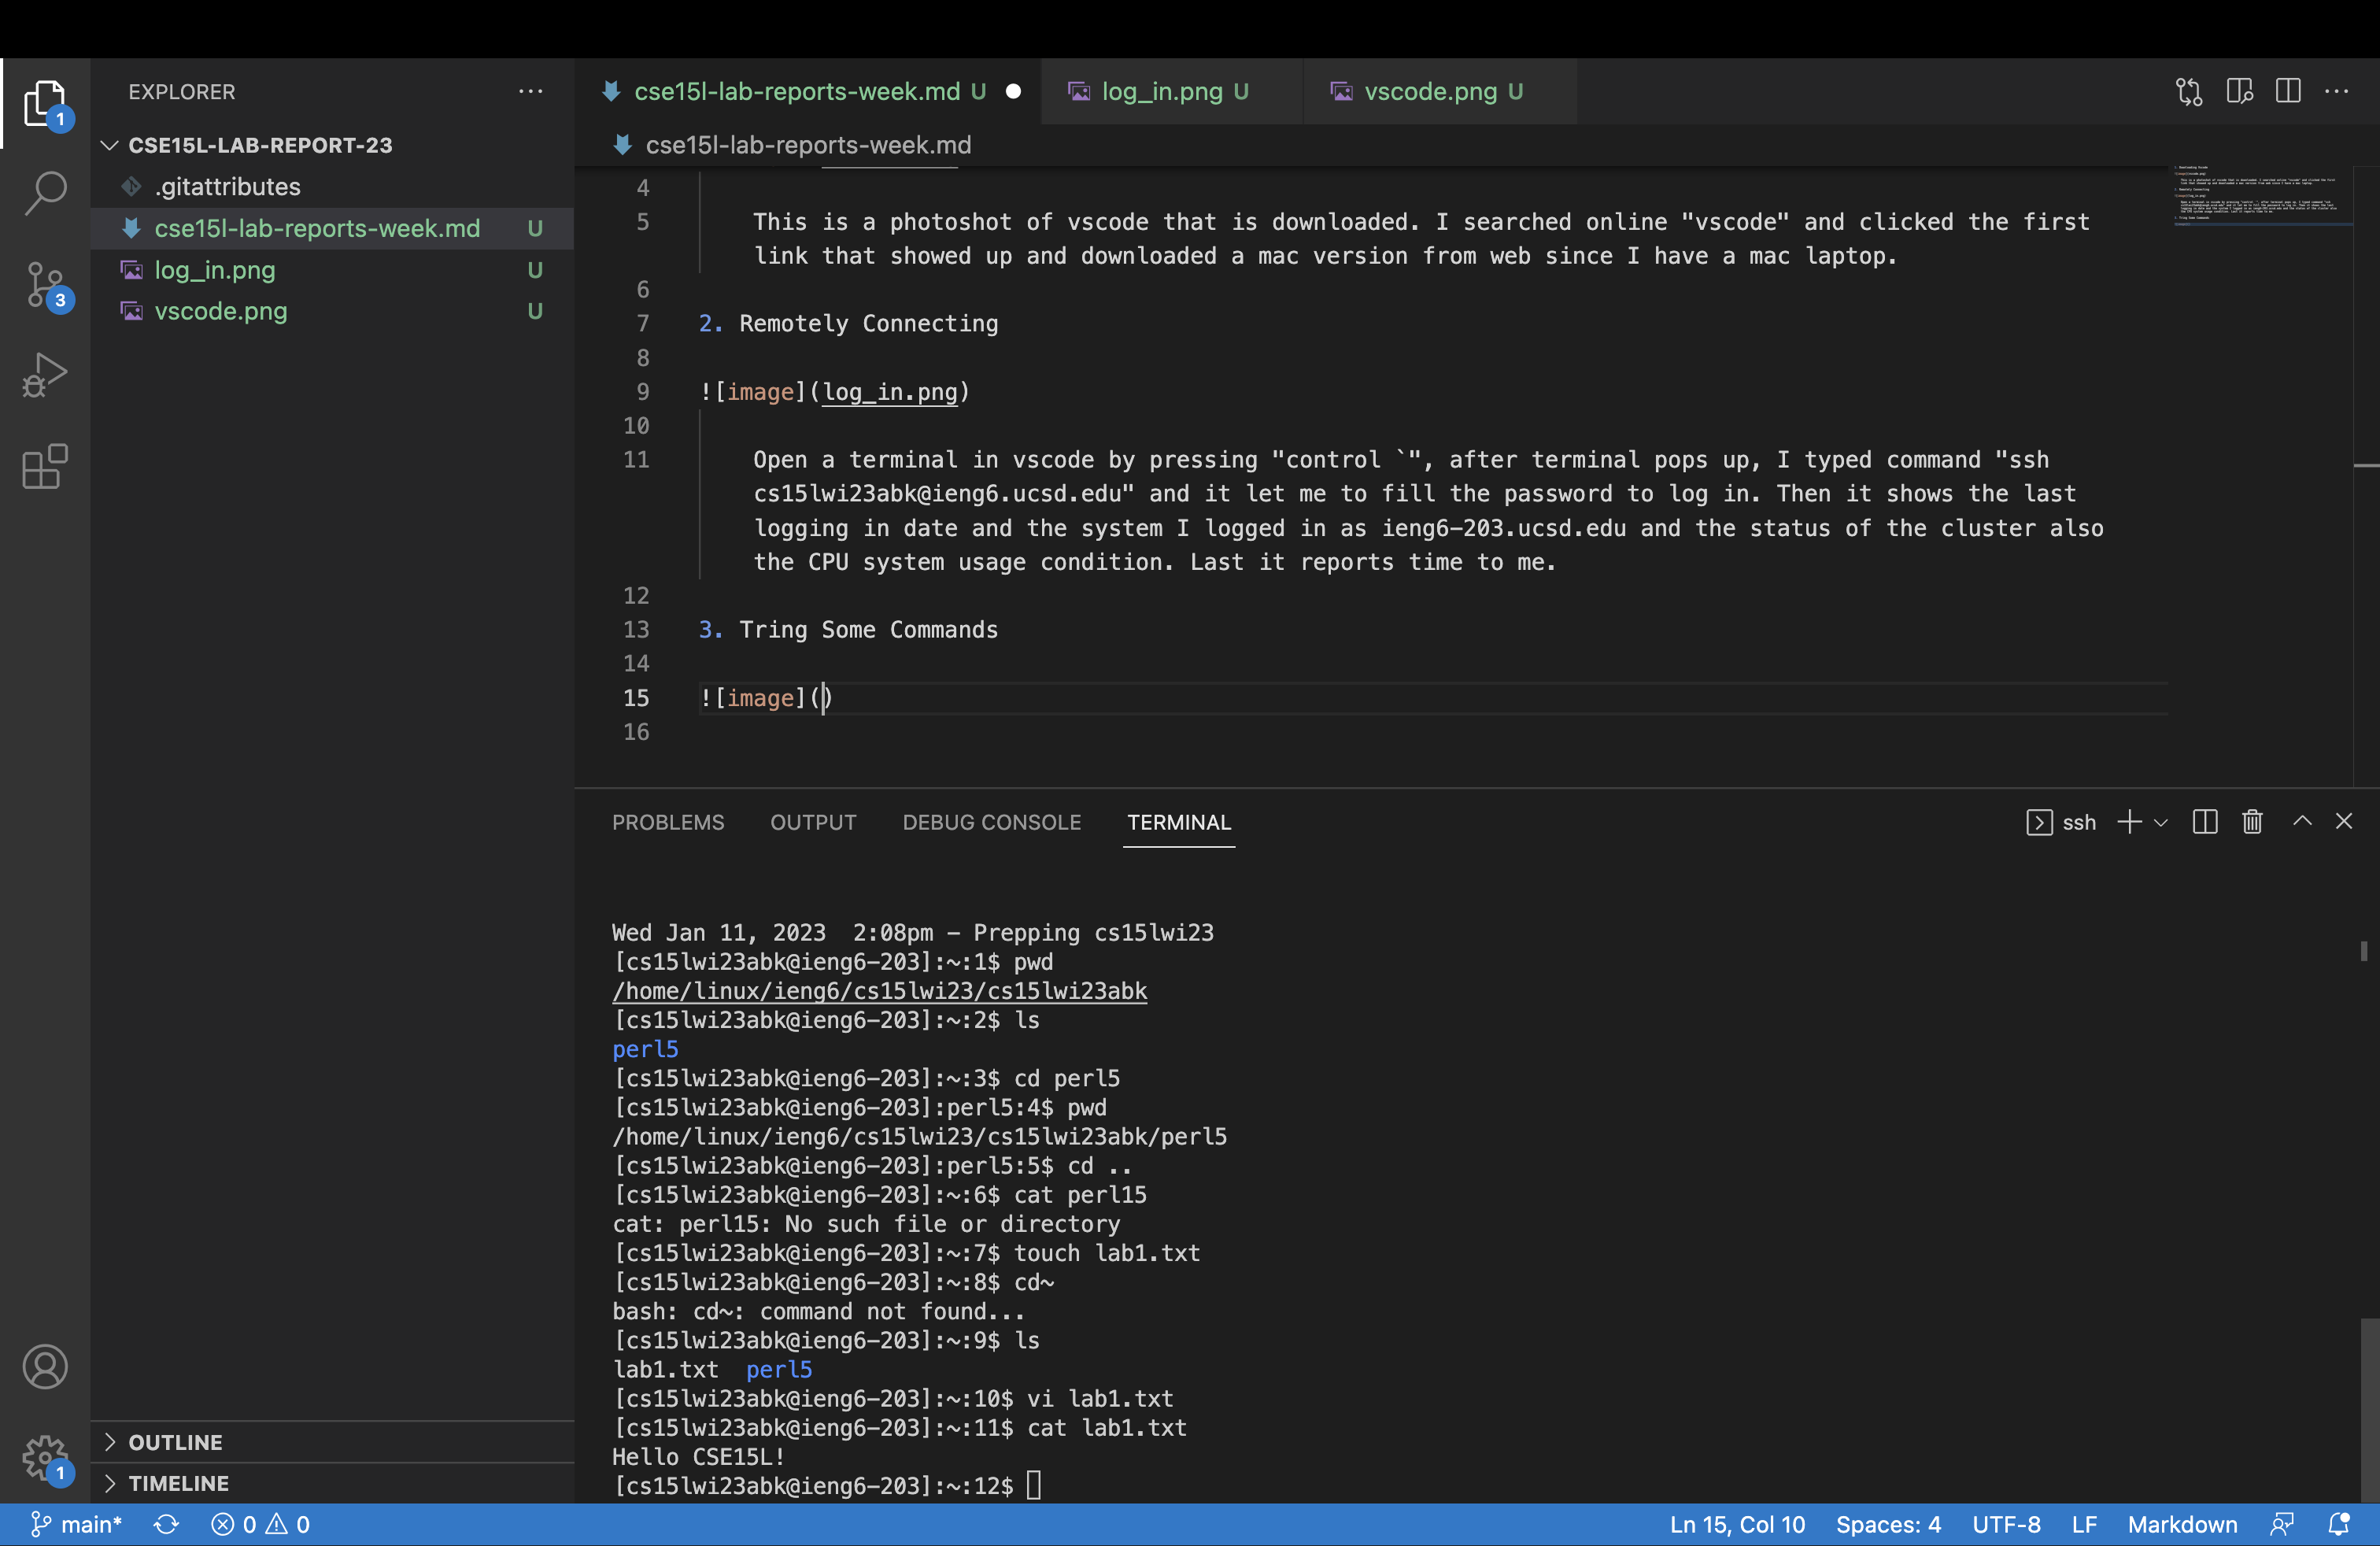 EXPLORER
CSE15L-LAB-REPORT-23
.gitattributes
cse15l-lab-reports-week.md U
log_in.png U
vscode.png U
OUTLINE
TIMELINE
1
3
1
cse15l-lab-reports-week.md U
log_in.png U
vscode.png U
cse15l-lab-reports-week.md
4
5 This is a photoshot of vscode that is downloaded. I searched online "vscode" and clicked the first
link that showed up and downloaded a mac version from web since I have a mac laptop.
6
7 2. Remotely Connecting
8
9 ![image](log_in.png)
10
11 Open a terminal in vscode by pressing "control `", after terminal pops up, I typed command "ssh
cs15lwi23abk@ieng6.ucsd.edu" and it let me to fill the password to log in. Then it shows the last
logging in date and the system I logged in as ieng6-203.ucsd.edu and the status of the cluster also
the CPU system usage condition. Last it reports time to me.
12
13 3. Tring Some Commands
14
15 ![image]()
16
PROBLEMS OUTPUT DEBUG CONSOLE TERMINAL
ssh
Wed Jan 11, 2023  2:08pm - Prepping cs15lwi23
[cs15lwi23abk@ieng6-203]:~:1$ pwd
/home/linux/ieng6/cs15lwi23/cs15lwi23abk
[cs15lwi23abk@ieng6-203]:~:2$ ls
perl5
[cs15lwi23abk@ieng6-203]:~:3$ cd perl5
[cs15lwi23abk@ieng6-203]:perl5:4$ pwd
/home/linux/ieng6/cs15lwi23/cs15lwi23abk/perl5
[cs15lwi23abk@ieng6-203]:perl5:5$ cd ..
[cs15lwi23abk@ieng6-203]:~:6$ cat perl15
cat: perl15: No such file or directory
[cs15lwi23abk@ieng6-203]:~:7$ touch lab1.txt
[cs15lwi23abk@ieng6-203]:~:8$ cd~
bash: cd~: command not found...
[cs15lwi23abk@ieng6-203]:~:9$ ls
lab1.txt  perl5
[cs15lwi23abk@ieng6-203]:~:10$ vi lab1.txt
[cs15lwi23abk@ieng6-203]:~:11$ cat lab1.txt
Hello CSE15L!
[cs15lwi23abk@ieng6-203]:~:12$
main* 0 0 Ln 15, Col 10 Spaces: 4 UTF-8 LF Markdown